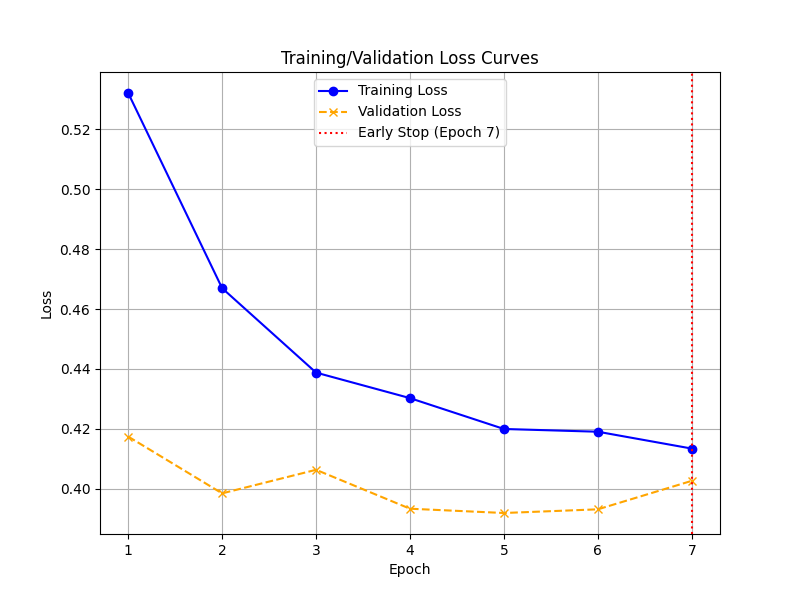 Training/Validation Loss Curves
Training Loss
Validation Loss
Early Stop (Epoch 7)
Loss
0.52
0.50
0.48
0.46
0.44
0.42
0.40
1 2 3 4 5 6 7
Epoch